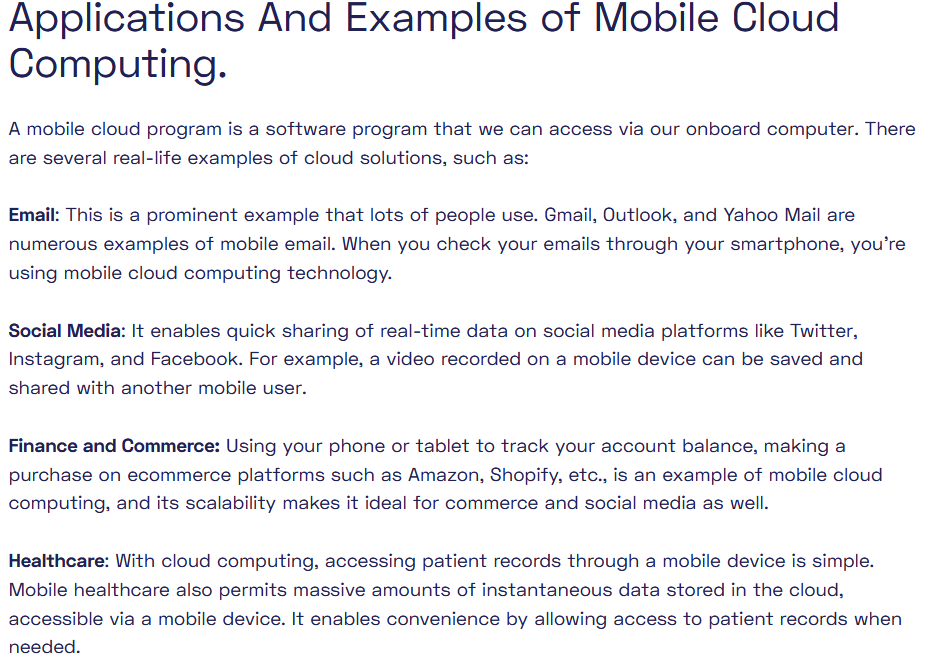 Applications And Examples of Mobile Cloud
Computing.
A mobile cloud program is a software program that we can access via our onboard computer. There
are several real-life examples of cloud solutions, such as:
Email: This is a prominent example that lots of people use. Gmail, Outlook, and Yahoo Mail are
numerous examples of mobile email. When you check your emails through your smartphone, you’re
using mobile cloud computing technology.
Social Media: It enables quick sharing of real-time data on social media platforms like Twitter,
Instagram, and Facebook. For example, a video recorded on a mobile device can be saved and
shared with another mobile user.
Finance and Commerce: Using your phone or tablet to track your account balance, making a
purchase on ecommerce platforms such as Amazon, Shopify, etc., is an example of mobile cloud
computing, and its scalability makes it ideal for commerce and social media as well.
Healthcare: With cloud computing, accessing patient records through a mobile device is simple.
Mobile healthcare also permits massive amounts of instantaneous data stored in the cloud,
accessible via a mobile device. It enables convenience by allowing access to patient records when
needed.